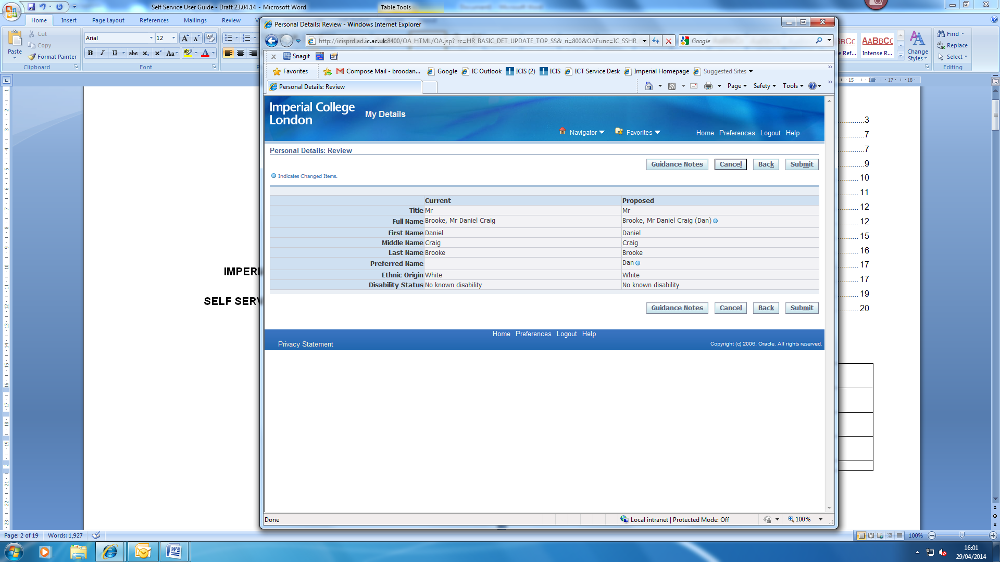 Self Service User Guide - Draft 23.04.14 - Microsoft Word
Table Tools
Home Insert Page Layout References Mailings Review
Paste
Cut
Copy
Format Painter
Clipboard
Arial 12
Font
Change
Styles
AABBCC
Intense R...
Find
Replace
Select
Editing
Personal Details: Review - Windows Internet Explorer
http://icisprd.ad.ic.ac.uk:8400/OA_HTML/OA.jsp?_rc=HR_BASIC_DET_UPDATE_TOP_SS&_ri=800&OAFunc=IC_SSHR_
Google
x Snagit
Favorites
Compose Mail - broodan... Google IC Outlook ICIS (2) ICIS ICT Service Desk Imperial Homepage Suggested Sites
Personal Details: Review
Page Safety Tools
Imperial College
London
My Details
Navigator Favorites Home Preferences Logout Help
Personal Details: Review
Guidance Notes Cancel Back Submit
Indicates Changed Items.
Current Proposed
Title Mr Mr
Full Name Brooke, Mr Daniel Craig Brooke, Mr Daniel Craig (Dan)
First Name Daniel Daniel
Middle Name Craig Craig
Last Name Brooke Brooke
Preferred Name Dan
Ethnic Origin White White
Disability Status No known disability No known disability
Guidance Notes Cancel Back Submit
Home Preferences Logout Help
Privacy Statement
Copyright (c) 2006, Oracle. All rights reserved.
Done
Local intranet | Protected Mode: Off
100%
IMPERI
SELF SERV
3
7
7
9
10
11
12
12
15
16
17
17
19
20
Page: 2 of 19 Words: 1,927
100%
16:01
29/04/2014